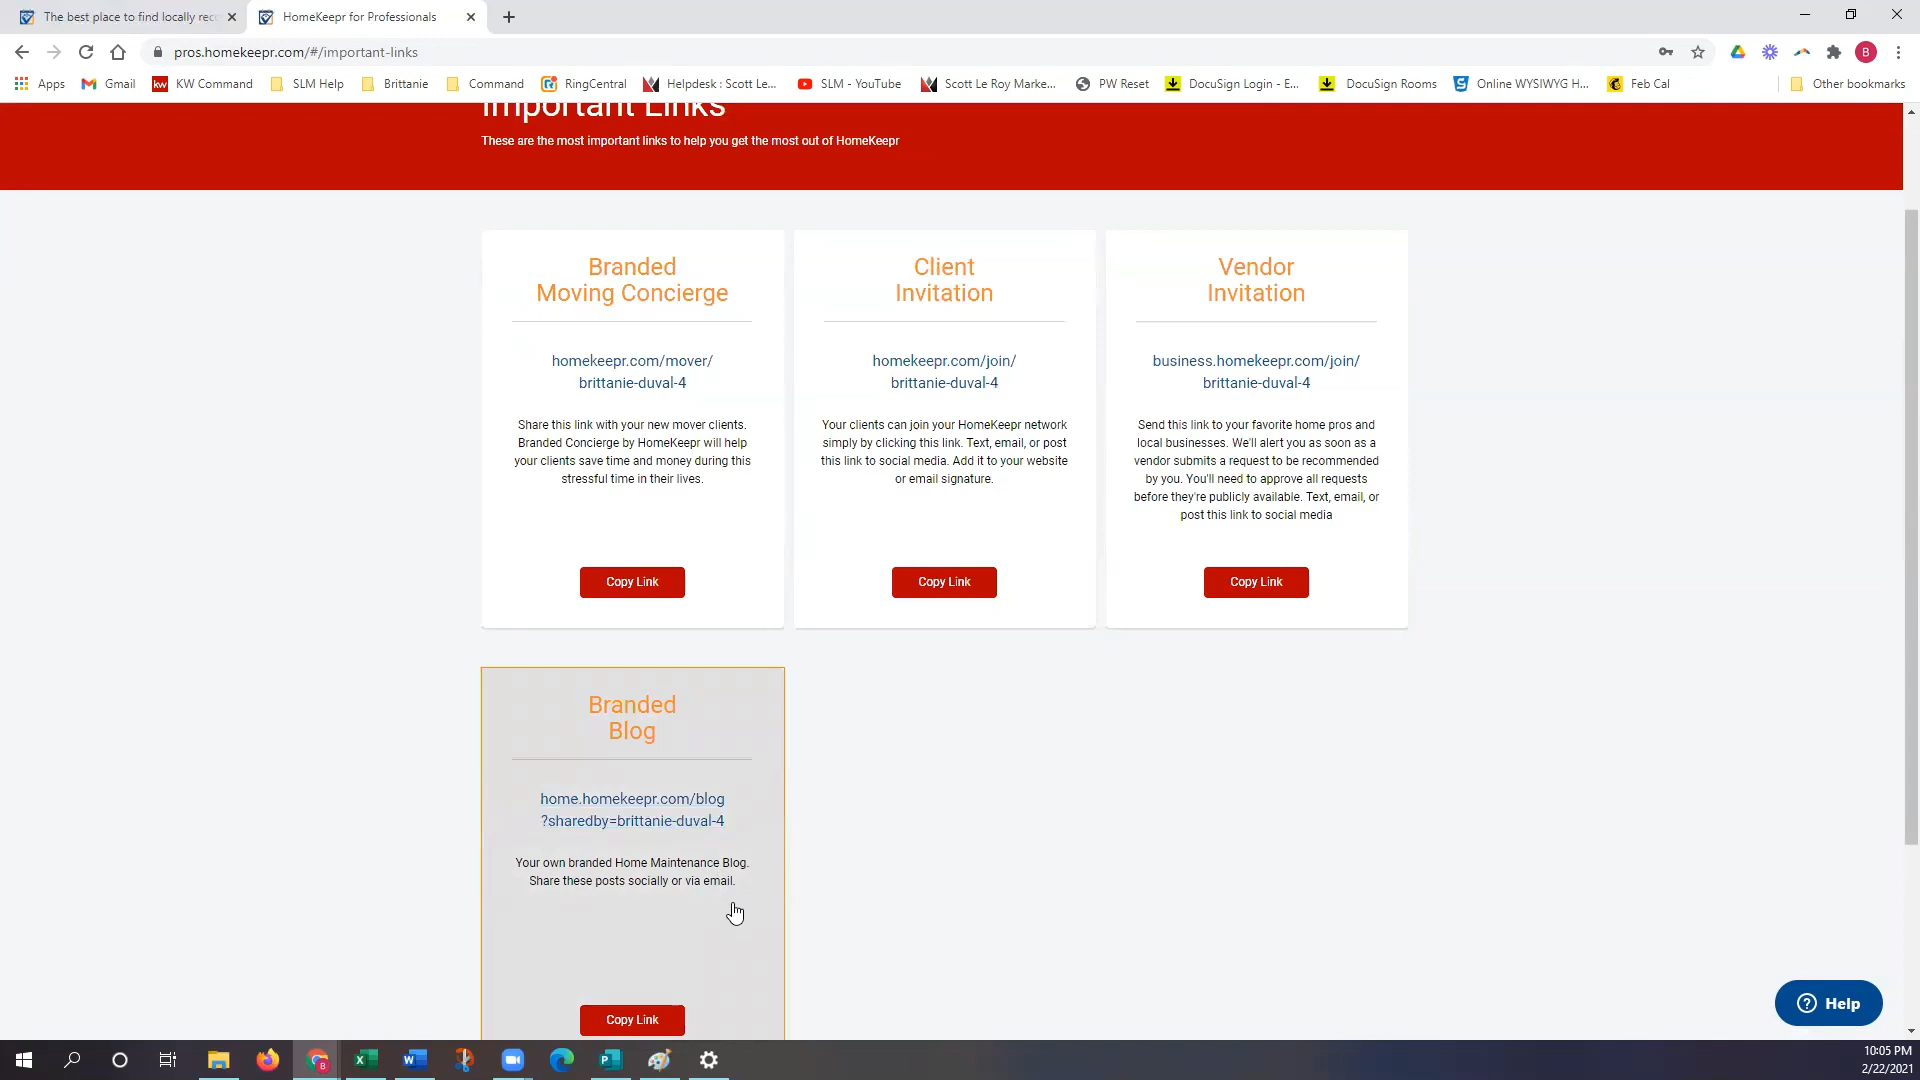 The best place to find locally rec
HomeKeepr for Professionals
pros.homekeepr.com/#/important-links
B
Apps
Gmail
kw
KW Command
SLM Help
Brittanie
Command
RingCentral
Helpdesk : Scott Le...
SLM - YouTube
Scott Le Roy Marke...
PW Reset
DocuSign Login - E...
DocuSign Rooms
Online WYSIWYG H...
Feb Cal
Other bookmarks
Important Links
These are the most important links to help you get the most out of HomeKeepr
Branded
Moving Concierge
homekeepr.com/mover/
brittanie-duval-4
Share this link with your new mover clients.
Branded Concierge by HomeKeepr will help
your clients save time and money during this
stressful time in their lives.
Copy Link
Client
Invitation
homekeepr.com/join/
brittanie-duval-4
Your clients can join your HomeKeepr network
simply by clicking this link. Text, email, or post
this link to social media. Add it to your website
or email signature.
Copy Link
Vendor
Invitation
business.homekeepr.com/join/
brittanie-duval-4
Send this link to your favorite home pros and
local businesses. We'll alert you as soon as a
vendor submits a request to be recommended
by you. You'll need to approve all requests
before they're publicly available. Text, email, or
post this link to social media
Copy Link
Branded
Blog
home.homekeepr.com/blog
?sharedby=brittanie-duval-4
Your own branded Home Maintenance Blog.
Share these posts socially or via email.
Copy Link
Help
10:05 PM
2/22/2021